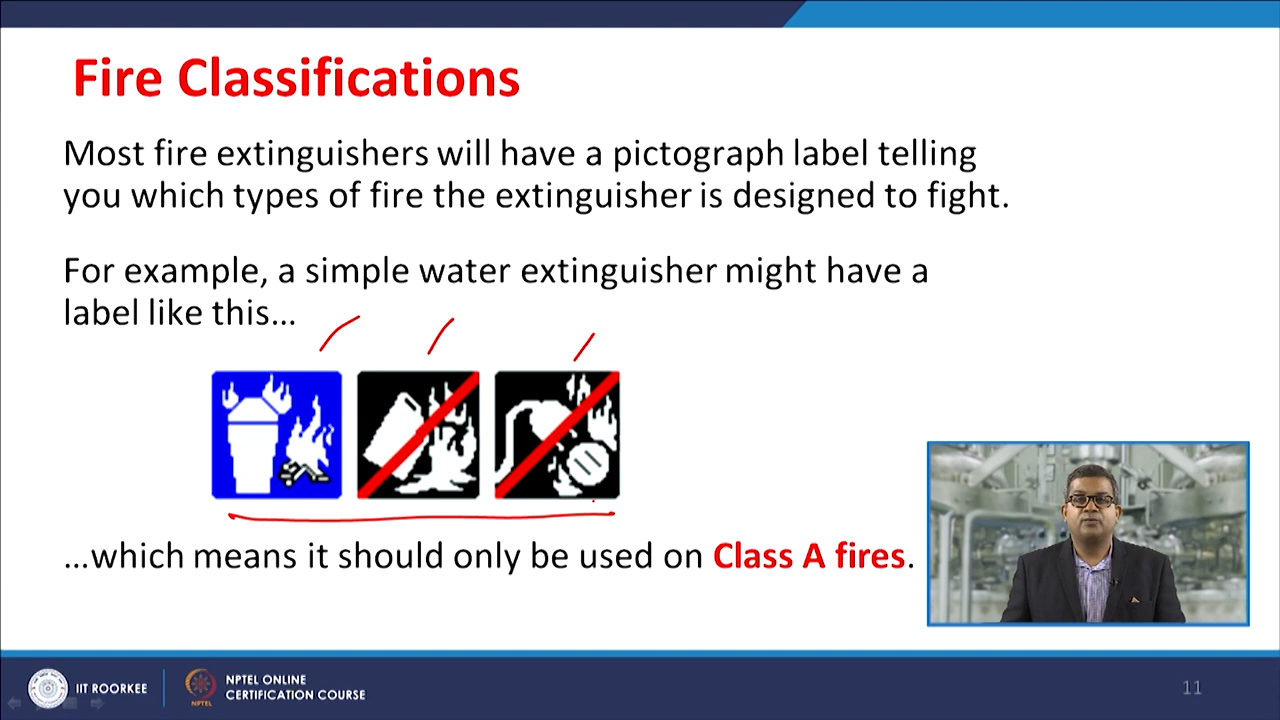 Fire Classifications
Most fire extinguishers will have a pictograph label telling
you which types of fire the extinguisher is designed to fight.
For example, a simple water extinguisher might have a
label like this...
...which means it should only be used on Class A fires.
IIT ROORKEE
NPTEL
NPTEL ONLINE
CERTIFICATION COURSE
11